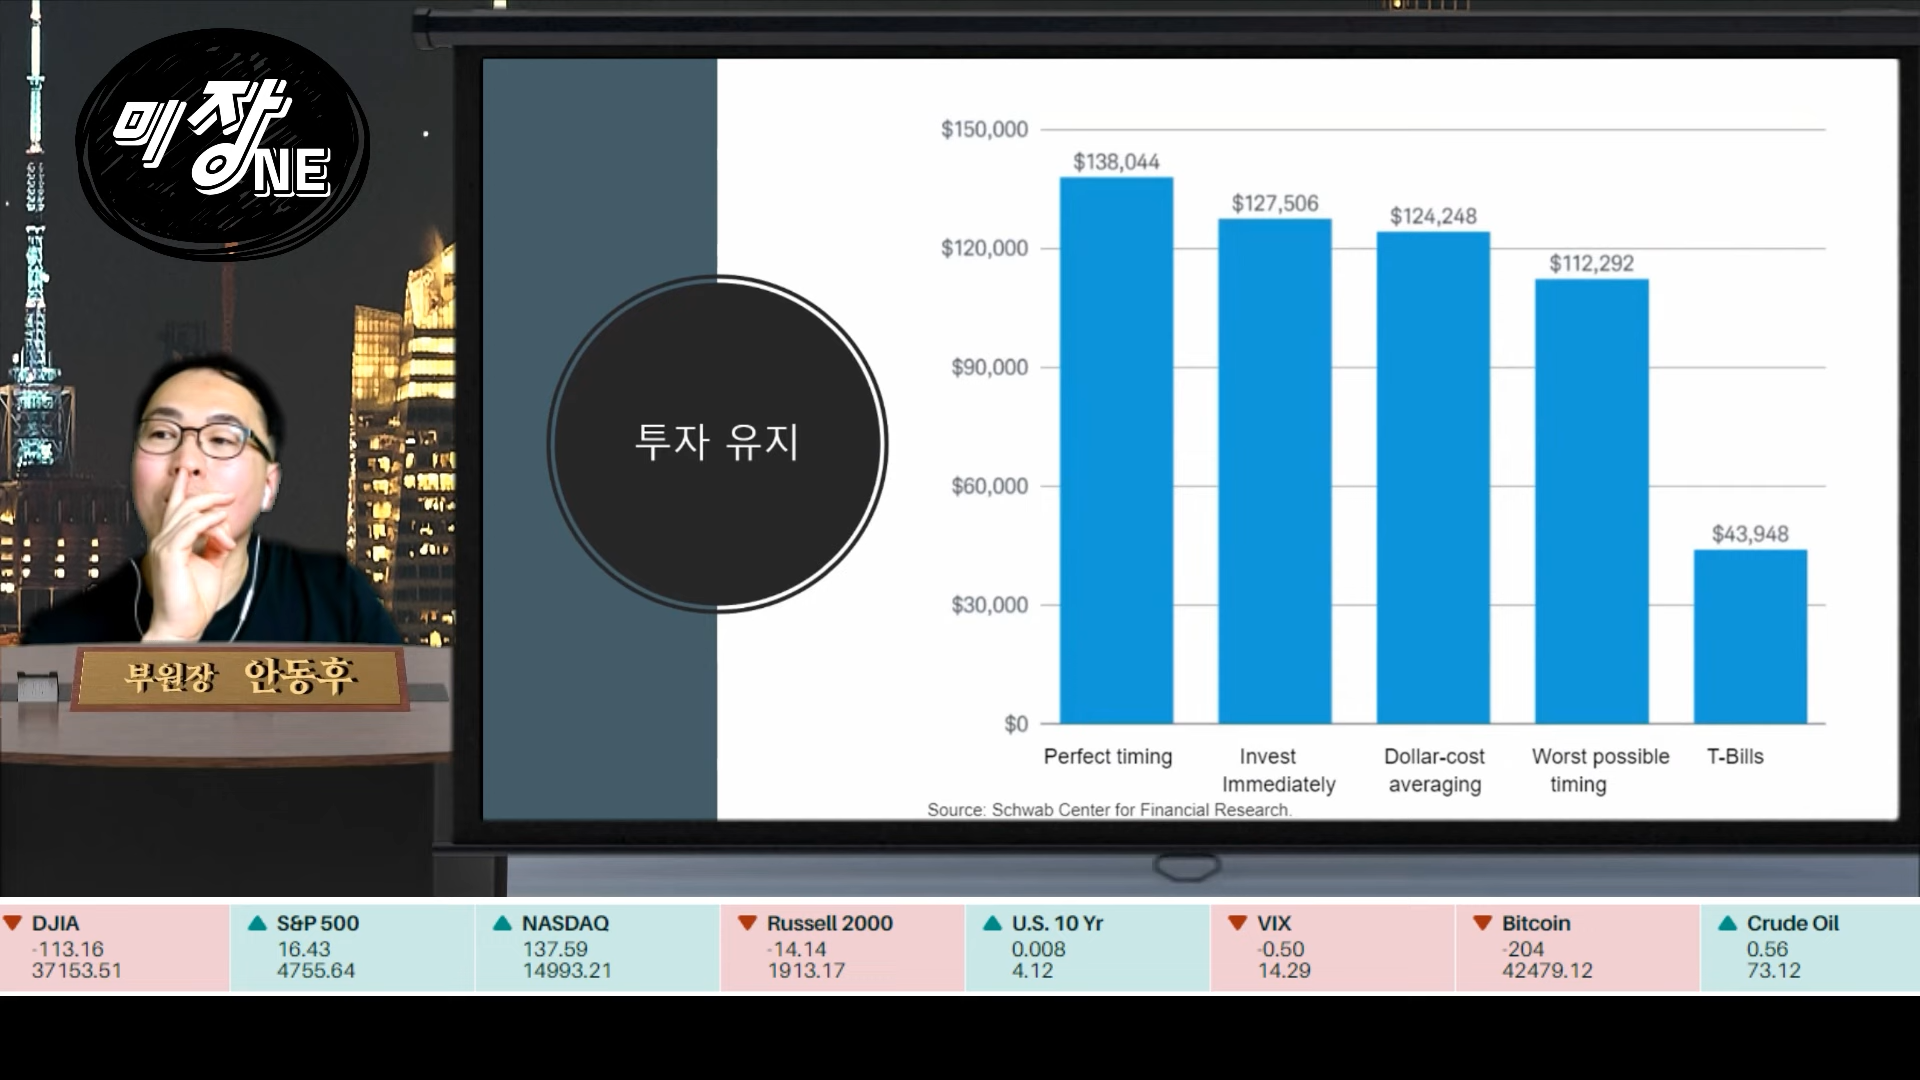 미장NE
$150,000
$138,044
$127,506
$124,248
$120,000
$112,292
$90,000
$60,000
$43,948
$30,000
$0
투자 유지
Perfect timing
Invest Immediately
Dollar-cost averaging
Worst possible timing
T-Bills
Source: Schwab Center for Financial Research.
부원장 안동후
DJIA
-113.16
37153.51
S&P 500
16.43
4755.64
NASDAQ
137.59
14993.21
Russell 2000
-14.14
1913.17
U.S. 10 Yr
0.008
4.12
VIX
-0.50
14.29
Bitcoin
-204
42479.12
Crude Oil
0.56
73.12